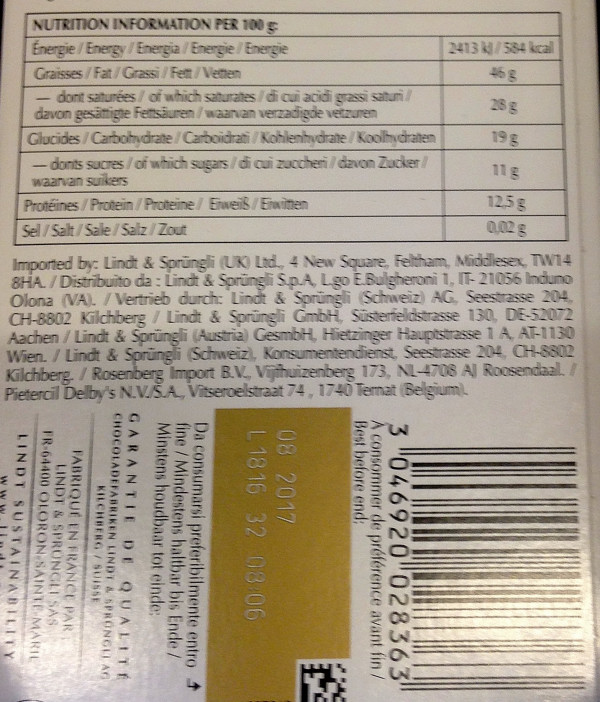 NUTRITION INFORMATION PER 100 g:
Énergie / Energy / Energia / Energie / Energie 2413 kJ / 584 kcal
Graisses / Fat / Grassi / Fett / Vetten 46 g
— dont saturées / of which saturates / di cui acidi grassi saturi /
davon gesättigte Fettsäuren / waarvan verzadigde vetzuren 28 g
Glucides / Carbohydrate / Carboidrati / Kohlenhydrate / Koolhydraten 19 g
— donts sucres / of which sugars / di cui zuccheri / davon Zucker /
waarvan suikers 11 g
Protéines / Protein / Proteine / Eiweiß / Eiwitten 12,5 g
Sel / Salt / Sale / Salz / Zout 0,02 g
Imported by: Lindt & Sprüngli (UK) Ltd., 4 New Square, Feltham, Middlesex, TW14
8HA. / Distribuito da : Lindt & Sprüngli S.p.A, L.go E.Bulgheroni 1, IT- 21056 Induno
Olona (VA). / Vertrieb durch: Lindt & Sprüngli (Schweiz) AG, Seestrasse 204,
CH-8802 Kilchberg / Lindt & Sprüngli GmbH, Süsterfeldstrasse 130, DE-52072
Aachen / Lindt & Sprüngli (Austria) GesmbH, Hietzinger Hauptstrasse 1 A, AT-1130
Wien. / Lindt & Sprüngli (Schweiz), Konsumentendienst, Seestrasse 204, CH-8802
Kilchberg. / Rosenberg Import B.V., Vijfhuizenberg 173, NL-4708 AJ Roosendaal. /
Pietercil Delby's N.V./S.A., Vitseroelstraat 74 , 1740 Ternat (Belgium).
3 046920 028363
A consommer de préférence avant fin /
Best before end:
08 2017
L 1816 32 08:06
Da consumarsi preferibilmente entro
fine / Mindestens haltbar bis Ende /
Minstens houdbaar tot einde:
GARANTIE DE QUALITÉ
CHOCOLADEFABRIKEN LINDT & SPRÜNGLI AG
KILCHBERG / SUISSE
FABRIQUÉ EN FRANCE PAR
LINDT & SPRÜNGLI SAS
FR-64400 OLORON-SAINTE-MARIE
LINDT SUSTAINABILITY